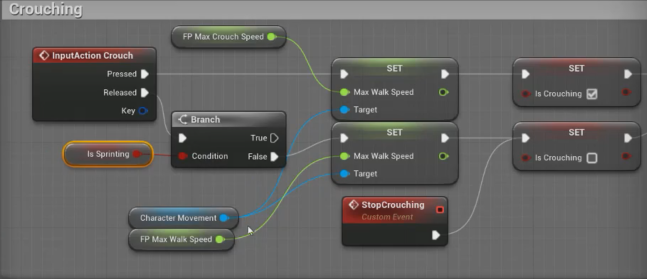 Crouching
FP Max Crouch Speed
InputAction Crouch
Pressed
Released
Key
SET
Max Walk Speed
Target
SET
Is Crouching
Branch
True
Condition
False
Is Sprinting
SET
Max Walk Speed
Target
SET
Is Crouching
Character Movement
FP Max Walk Speed
StopCrouching
Custom Event